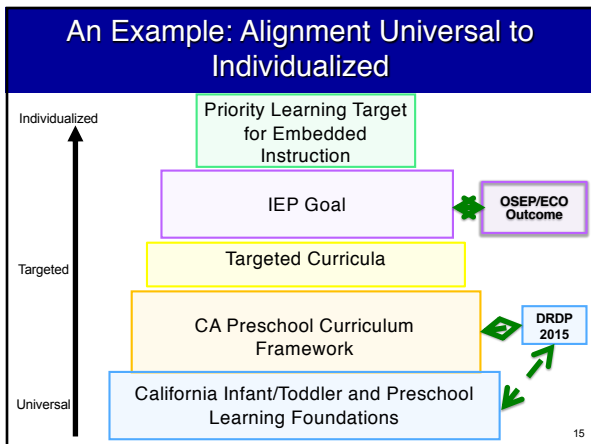 An Example: Alignment Universal to
Individualized
Individualized
Priority Learning Target
for Embedded
Instruction
IEP Goal
OSEP/ECO
Outcome
Targeted
Targeted Curricula
CA Preschool Curriculum
Framework
DRDP
2015
Universal
California Infant/Toddler and Preschool
Learning Foundations
15